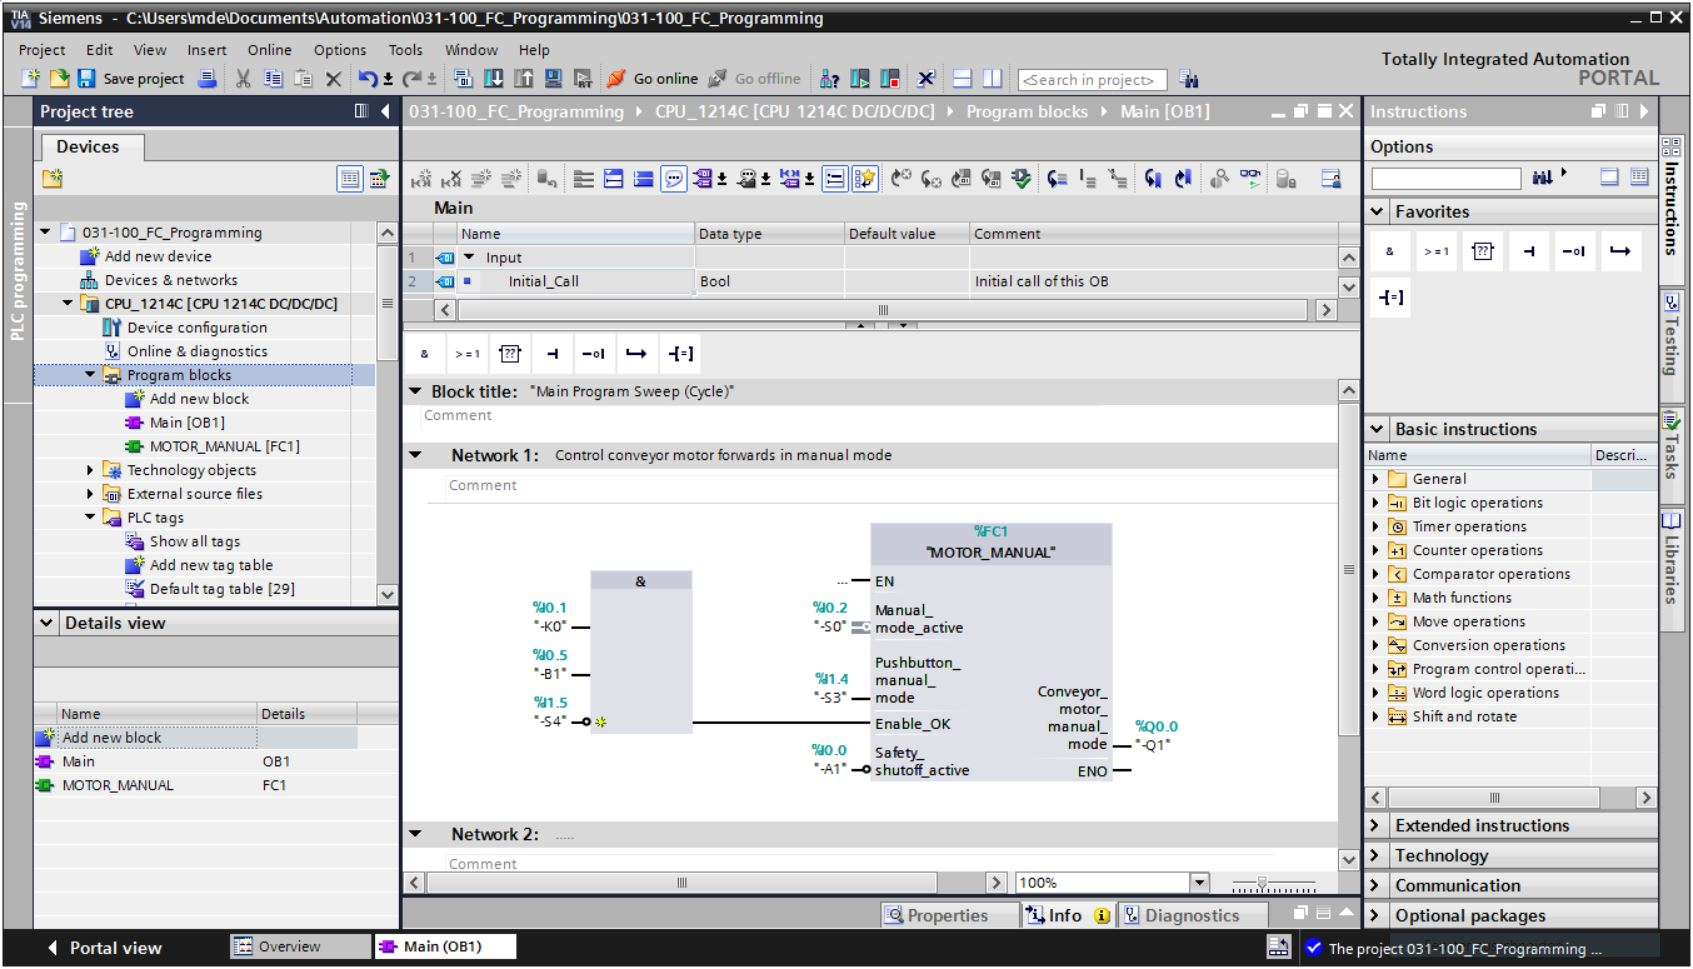 TIA V14 Siemens - C:\Users\mde\Documents\Automation\031-100_FC_Programming\031-100_FC_Programming
Project Edit View Insert Online Options Tools Window Help
Totally Integrated Automation
PORTAL
Save project Go online Go offline <Search in project>
PLC programming
Project tree
Devices
031-100_FC_Programming
Add new device
Devices & networks
CPU_1214C [CPU 1214C DC/DC/DC]
Device configuration
Online & diagnostics
Program blocks
Add new block
Main [OB1]
MOTOR_MANUAL [FC1]
Technology objects
External source files
PLC tags
Show all tags
Add new tag table
Default tag table [29]
Details view
Name Details
Add new block
Main OB1
MOTOR_MANUAL FC1
031-100_FC_Programming CPU_1214C [CPU 1214C DC/DC/DC] Program blocks Main [OB1]
Main
Name Data type Default value Comment
1 Input
2 Initial_Call Bool Initial call of this OB
& >=1 ??
Block title: "Main Program Sweep (Cycle)"
Comment
Network 1: Control conveyor motor forwards in manual mode
Comment
&
%I0.1
"-K0"
%I0.5
"-B1"
%I1.5
"-S4"
%FC1
"MOTOR_MANUAL"
... EN
%I0.2
"-S0"
Manual_
mode_active
%I1.4
"-S3"
Pushbutton_
manual_
mode
Enable_OK
%I0.0
"-A1"
Safety_
shutoff_active
Conveyor_
motor_
manual_
mode
%Q0.0
"-Q1"
ENO
Network 2: .....
Comment
100%
Properties Info Diagnostics
Instructions
Options
Favorites
& >=1 ??
Basic instructions
Name Descri...
General
Bit logic operations
Timer operations
Counter operations
Comparator operations
Math functions
Move operations
Conversion operations
Program control operati...
Word logic operations
Shift and rotate
Extended instructions
Technology
Communication
Optional packages
Instructions
Testing
Tasks
Libraries
Portal view Overview Main (OB1) The project 031-100_FC_Programming ...